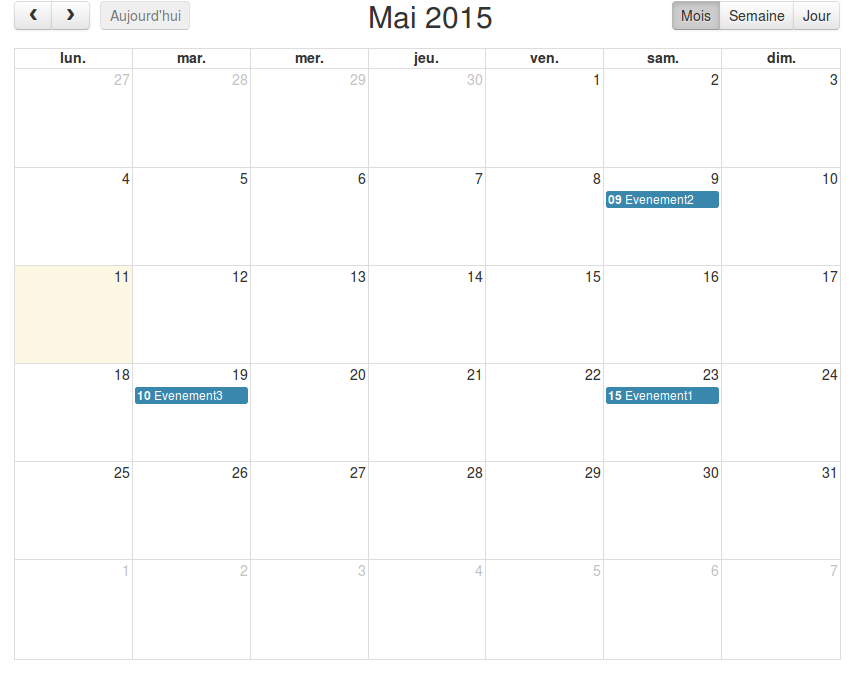 ‹ › Aujourd'hui Mai 2015 Mois Semaine Jour
lun. mar. mer. jeu. ven. sam. dim.
27 28 29 30 1 2 3
4 5 6 7 8 9 10
09 Evenement2
11 12 13 14 15 16 17
18 19 20 21 22 23 24
10 Evenement3 15 Evenement1
25 26 27 28 29 30 31
1 2 3 4 5 6 7